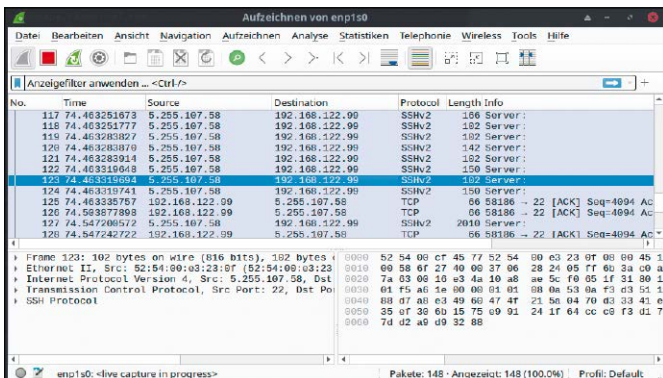 Aufzeichnen von enp1s0
Datei Bearbeiten Ansicht Navigation Aufzeichnen Analyse Statistiken Telephonie Wireless Tools Hilfe
Anzeigefilter anwenden ... <Ctrl-/> +
No. Time Source Destination Protocol Length Info
117 74.463251673 5.255.107.58 192.168.122.99 SSHv2 166 Server:
118 74.463251777 5.255.107.58 192.168.122.99 SSHv2 102 Server:
119 74.463283827 5.255.107.58 192.168.122.99 SSHv2 102 Server:
120 74.463283870 5.255.107.58 192.168.122.99 SSHv2 142 Server:
121 74.463283914 5.255.107.58 192.168.122.99 SSHv2 102 Server:
122 74.463319648 5.255.107.58 192.168.122.99 SSHv2 150 Server:
123 74.463319694 5.255.107.58 192.168.122.99 SSHv2 102 Server:
124 74.463319741 5.255.107.58 192.168.122.99 SSHv2 150 Server:
125 74.463335757 192.168.122.99 5.255.107.58 TCP 66 58186 → 22 [ACK] Seq=4094 Ac
126 74.503877898 192.168.122.99 5.255.107.58 TCP 66 58186 → 22 [ACK] Seq=4094 Ac
127 74.547200572 5.255.107.58 192.168.122.99 SSHv2 2010 Server:
128 74.547242722 192.168.122.99 5.255.107.58 TCP 66 58186 → 22 [ACK] Seq=4094 Ac
Frame 123: 102 bytes on wire (816 bits), 102 bytes 0000 52 54 00 cf 45 77 52 54 00 e3 23 0f 08 00 45 1
Ethernet II, Src: 52:54:00:e3:23:0f (52:54:00:e3:23 0010 00 58 6f 27 40 00 37 06 28 24 05 ff 6b 3a c0 a
Internet Protocol Version 4, Src: 5.255.107.58, Dst 0020 7a 63 00 16 e3 4a 10 a8 ae 5c f0 65 1f 31 80 1
Transmission Control Protocol, Src Port: 22, Dst Po 0030 01 f5 a6 1e 00 00 01 01 08 0a 53 0a f3 d3 51 1
SSH Protocol 0040 88 d7 a8 e3 49 60 47 4f 21 5a 04 70 d3 33 41 e
0050 35 ef 30 6b 15 75 e9 91 24 1f 64 cc c0 f3 d1 7
0060 7d d2 a9 d9 32 88
enp1s0: <live capture in progress> Pakete: 148 · Angezeigt: 148 (100.0%) Profil: Default